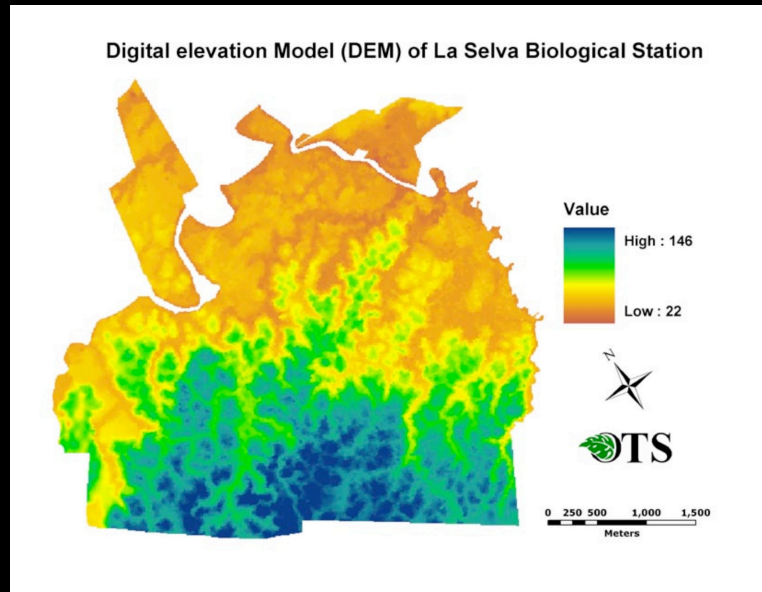 Digital elevation Model (DEM) of La Selva Biological Station
Value
High : 146
Low : 22
N
OTS
0 250 500 1,000 1,500
Meters